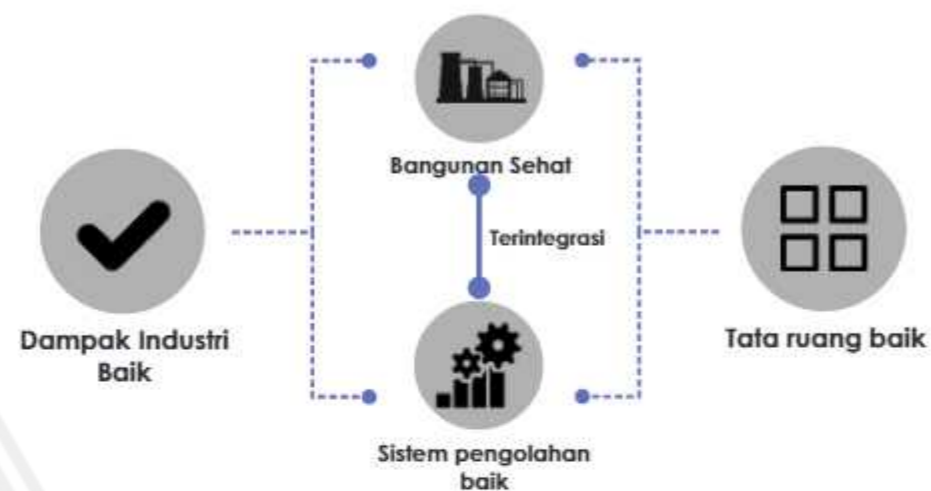 Bangunan Sehat
Terintegrasi
Dampak Industri
Baik
Tata ruang baik
Sistem pengolahan
baik